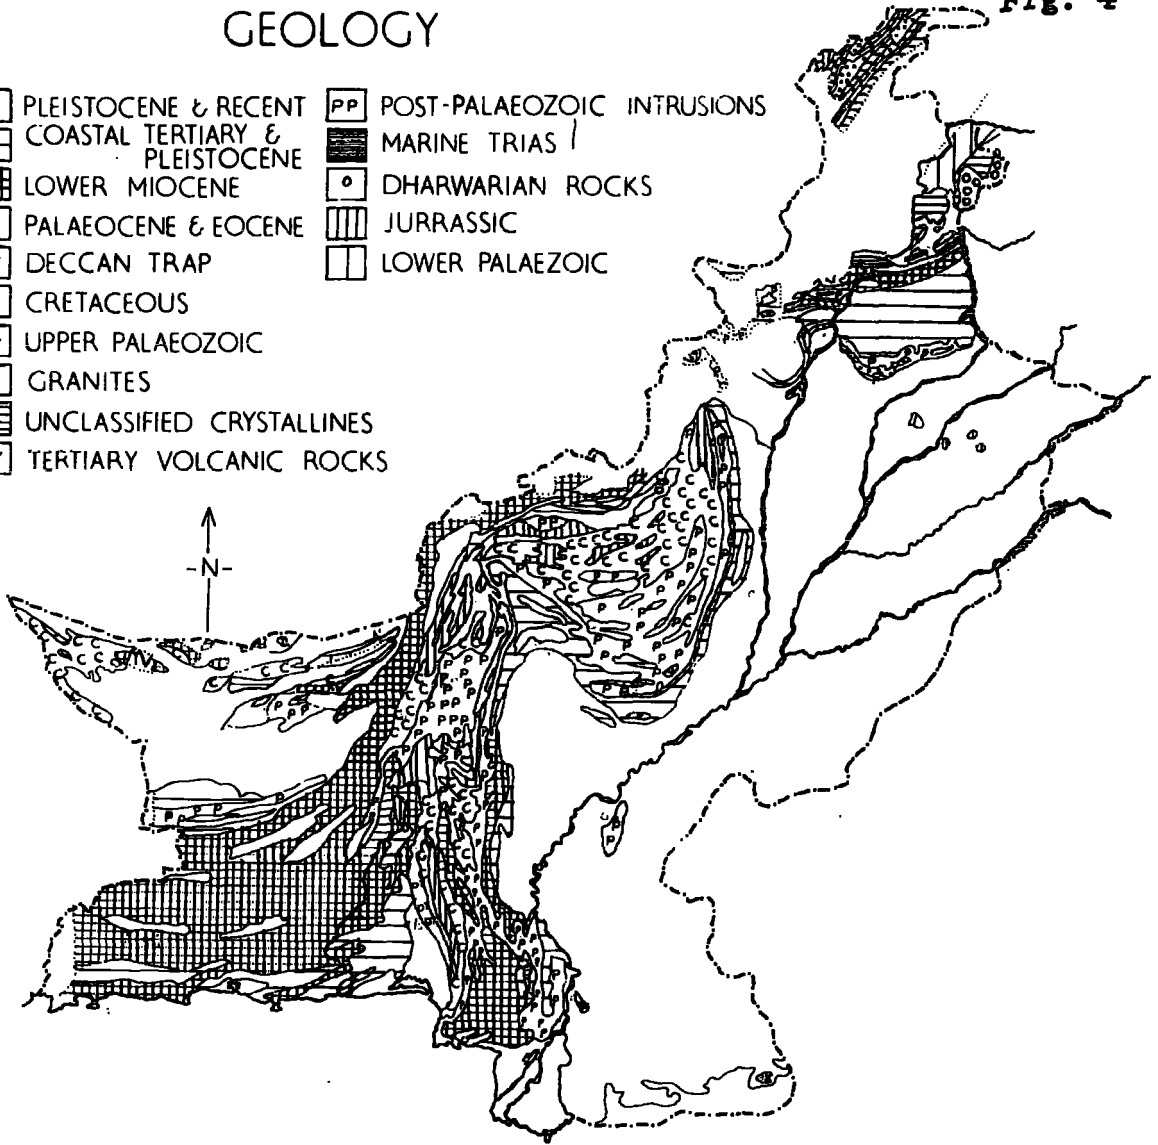 Fig. 4
GEOLOGY
PLEISTOCENE & RECENT
COASTAL TERTIARY &
PLEISTOCENE
LOWER MIOCENE
PALAEOCENE & EOCENE
DECCAN TRAP
CRETACEOUS
UPPER PALAEOZOIC
GRANITES
UNCLASSIFIED CRYSTALLINES
TERTIARY VOLCANIC ROCKS
PP POST-PALAEOZOIC INTRUSIONS
MARINE TRIAS
DHARWARIAN ROCKS
JURRASSIC
LOWER PALAEZOIC
-N-